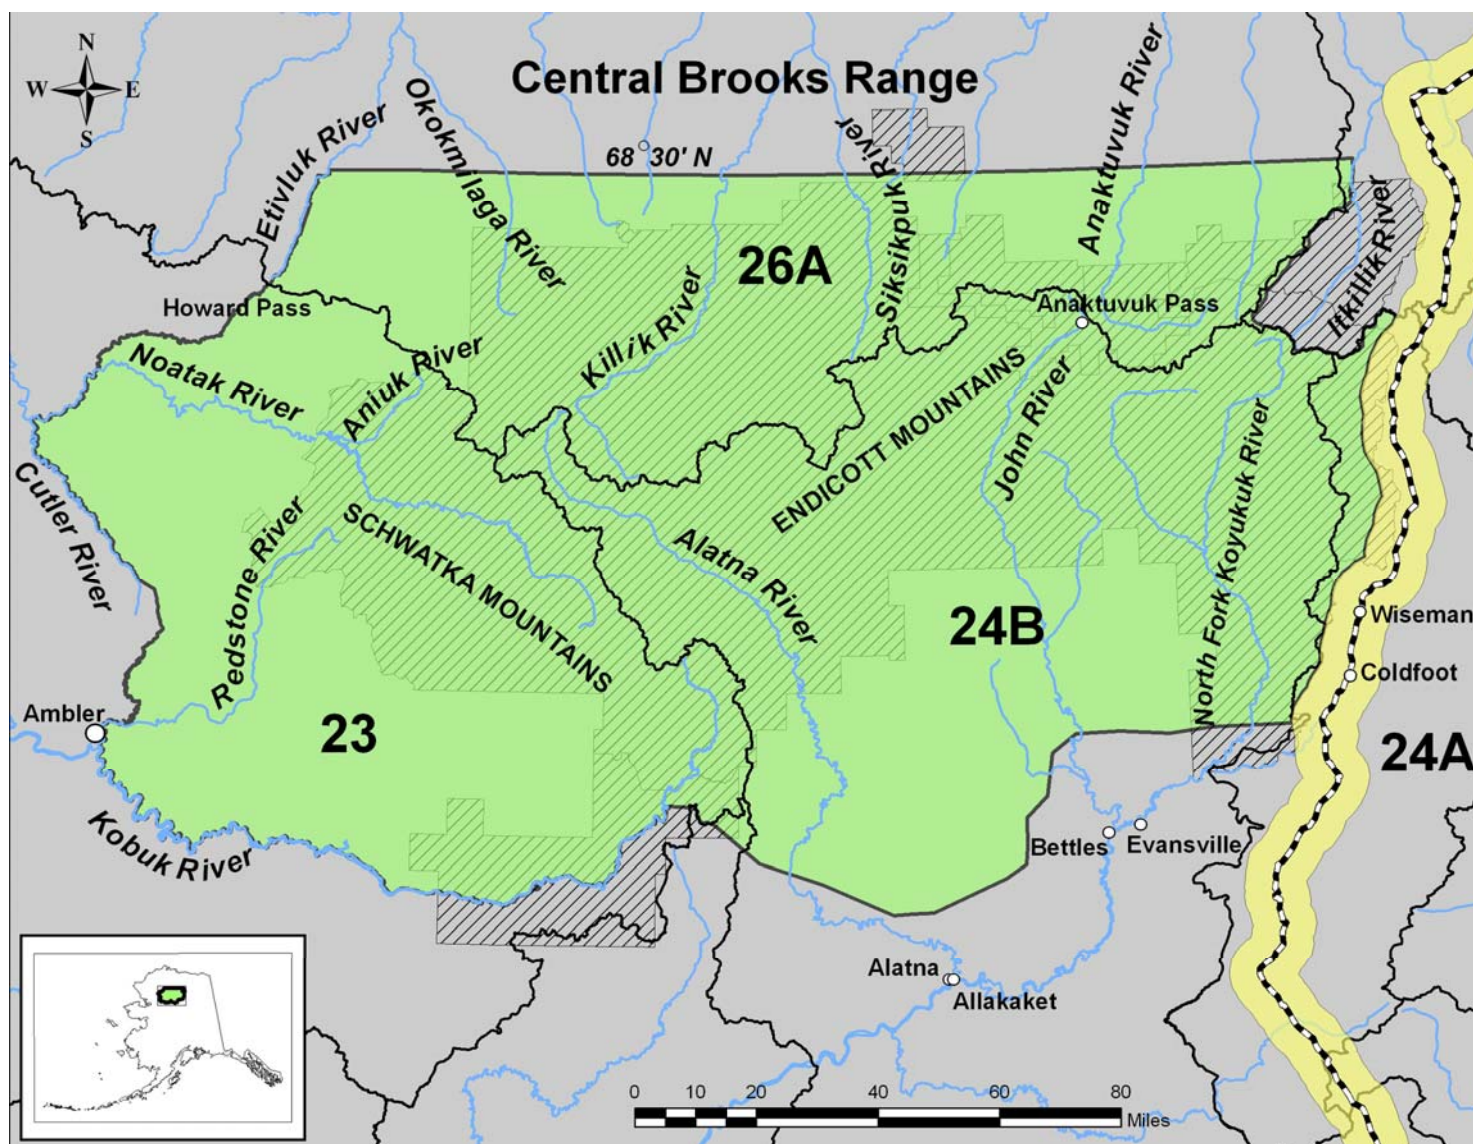 N
W E
S
Central Brooks Range
68 30' N
Etivluk River
Okokmilaga River
Siksikpuk River
Anaktuvuk River
Itkillik River
26A
Howard Pass
Anaktuvuk Pass
Noatak River
Aniuk River
Killik River
ENDICOTT MOUNTAINS
John River
North Fork Koyukuk River
Cutler River
Redstone River
SCHWATKA MOUNTAINS
Alatna River
24B
Wiseman
Coldfoot
Ambler
23
24A
Kobuk River
Bettles
Evansville
Alatna
Allakaket
0 10 20 40 60 80
Miles